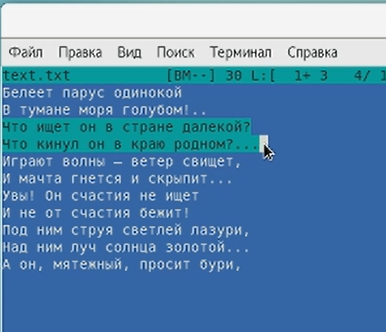 Файл Правка Вид Поиск Терминал Справка
text.txt [BM--] 30 L:[ 1+ 3 4/ 1
Белеет парус одинокой
В тумане моря голубом!..
Что ищет он в стране далекой?
Что кинул он в краю родном?...
Играют волны — ветер свищет,
И мачта гнется и скрыпит...
Увы! Он счастия не ищет
И не от счастия бежит!
Под ним струя светлей лазури,
Над ним луч солнца золотой...
А он, мятежный, просит бури,